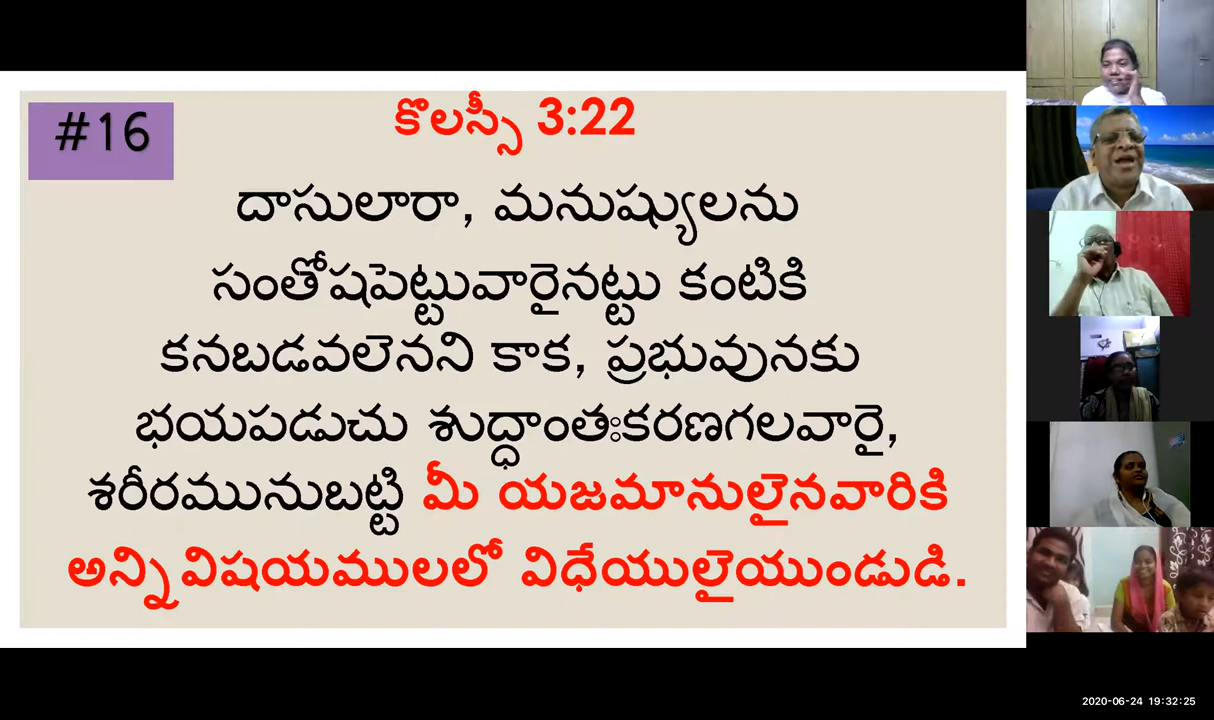 #16
కొలస్సీ 3:22
దాసులారా, మనుష్యులను
సంతోషపెట్టువారైనట్టు కంటికి
కనబడవలెనని కాక, ప్రభువునకు
భయపడుచు శుద్ధాంతఃకరణగలవారై,
శరీరమునుబట్టి మీ యజమానులైనవారికి
అన్నివిషయములలో విధేయులైయుండుడి.
2020-06-24 19:32:25